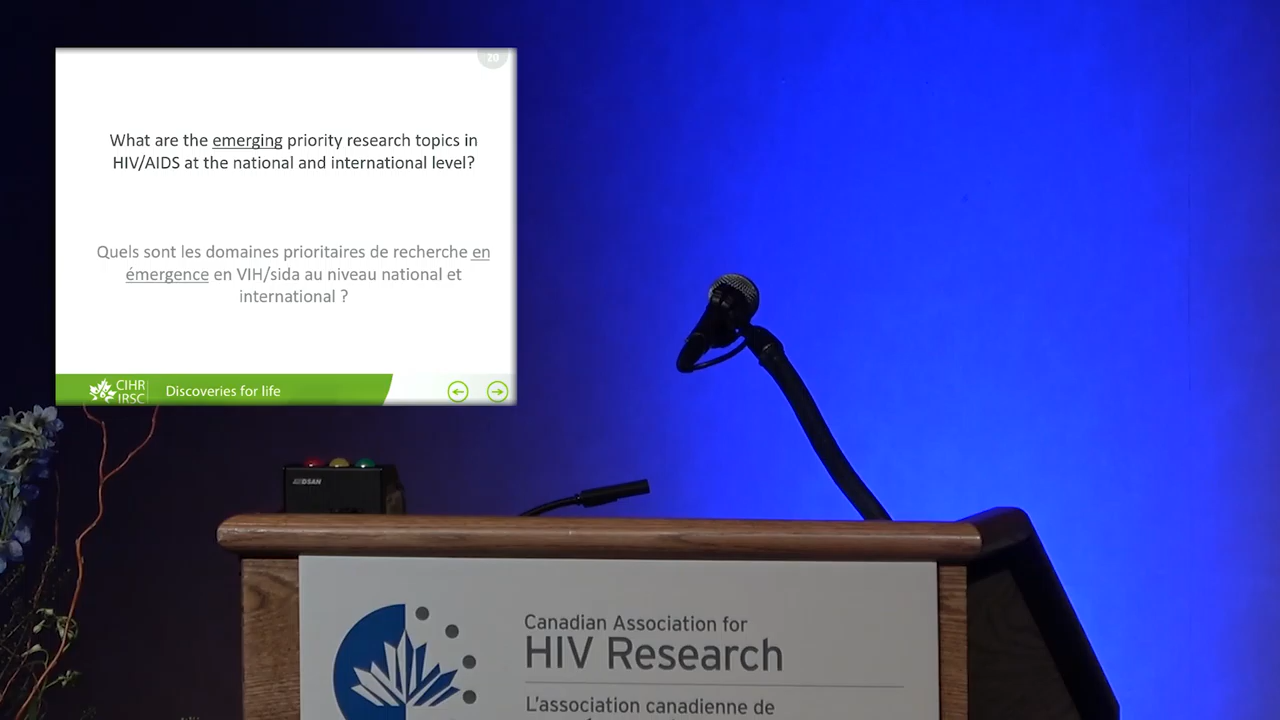 20
What are the emerging priority research topics in
HIV/AIDS at the national and international level?
Quels sont les domaines prioritaires de recherche en
émergence en VIH/sida au niveau national et
international ?
CIHR
IRSC
Discoveries for life
Canadian Association for
HIV Research
L'association canadienne de